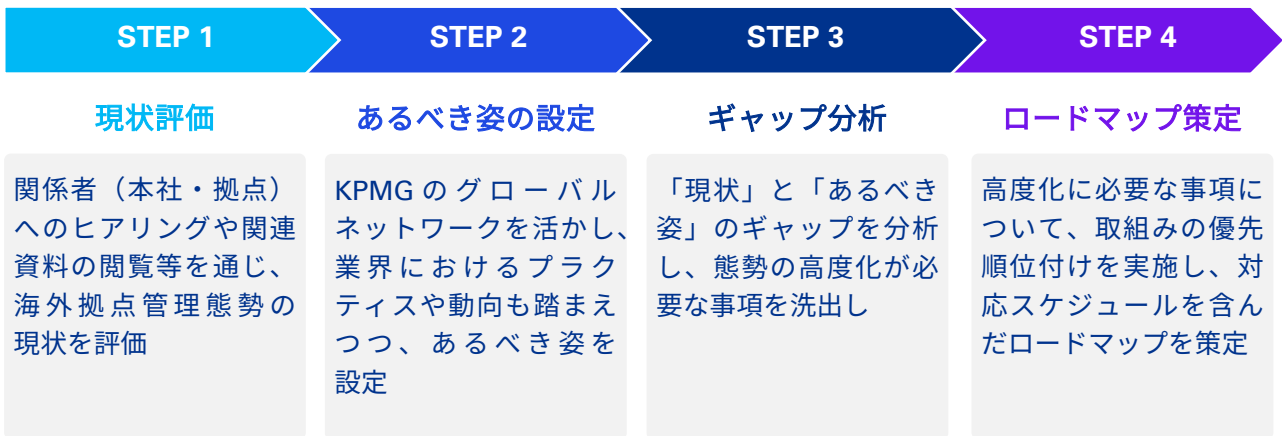 STEP 1
STEP 2
STEP 3
STEP 4
現状評価
あるべき姿の設定
ギャップ分析
ロードマップ策定
関係者（本社・拠点）
へのヒアリングや関連
資料の閲覧等を通じ、
海外拠点管理態勢の
現状を評価
KPMGのグローバル
ネットワークを活かし、
業界におけるプラク
ティスや動向も踏まえ
つつ、あるべき姿を
設定
「現状」と「あるべき
姿」のギャップを分析
し、態勢の高度化が必
要な事項を洗出し
高度化に必要な事項に
ついて、取組みの優先
順位付けを実施し、対
応スケジュールを含ん
だロードマップを策定